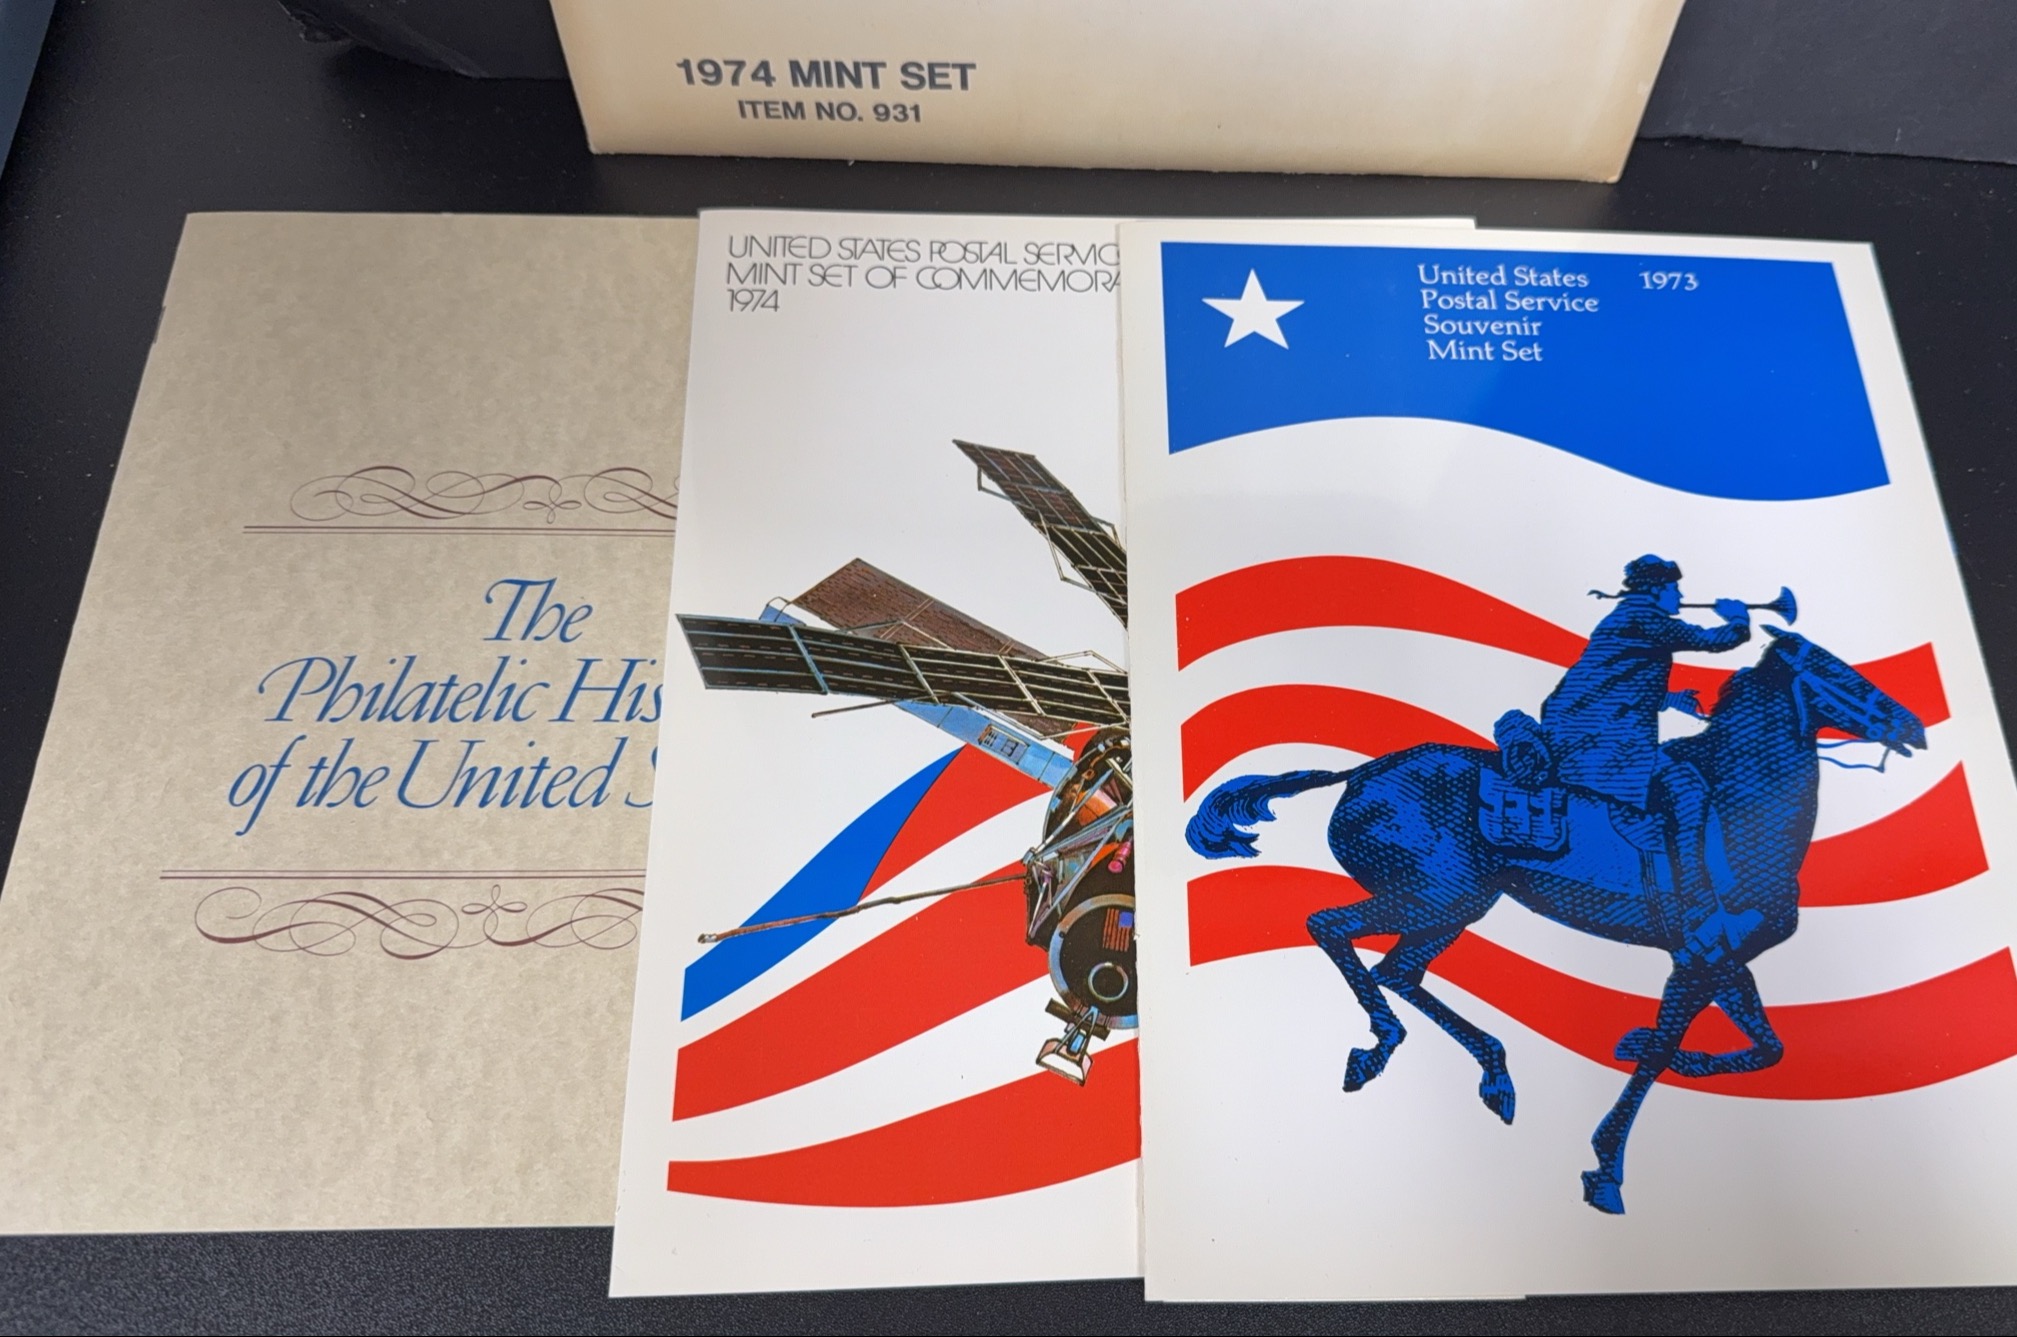 1974 MINT SET
ITEM NO. 931
The
Philatelic His
of the United S
UNITED STATES POSTAL SERVIC
MINT SET OF COMMEMORA
1974
United States 1973
Postal Service
Souvenir
Mint Set